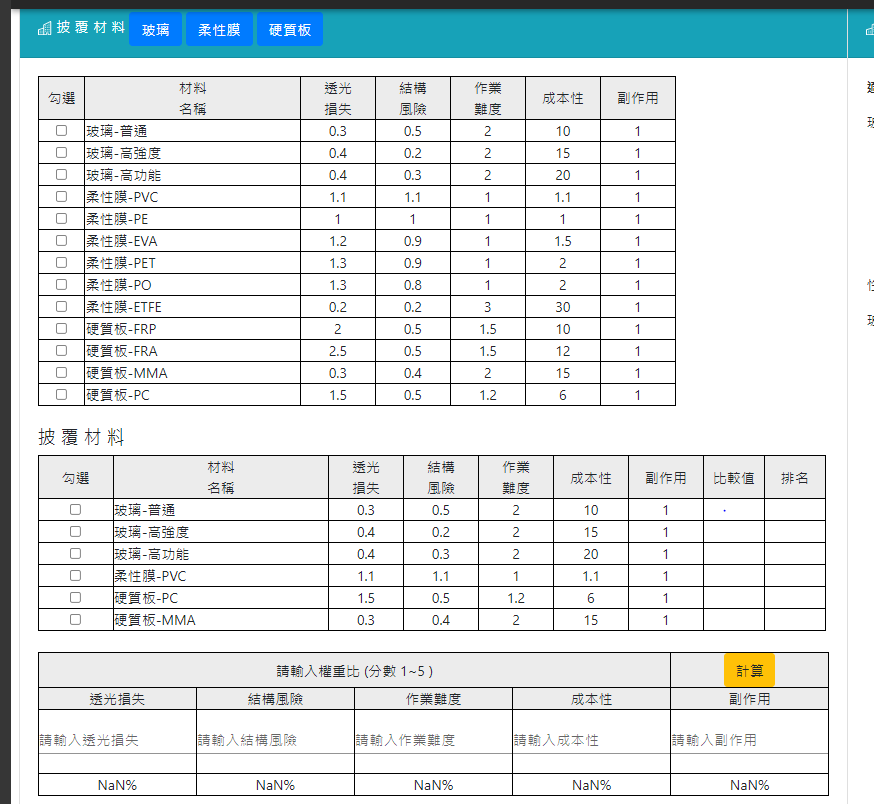 披覆材料 玻璃 柔性膜 硬質板
勾選 材料名稱 透光損失 結構風險 作業難度 成本性 副作用
玻璃-普通 0.3 0.5 2 10 1
玻璃-高強度 0.4 0.2 2 15 1
玻璃-高功能 0.4 0.3 2 20 1
柔性膜-PVC 1.1 1.1 1 1.1 1
柔性膜-PE 1 1 1 1 1
柔性膜-EVA 1.2 0.9 1 1.5 1
柔性膜-PET 1.3 0.9 1 2 1
柔性膜-PO 1.3 0.8 1 2 1
柔性膜-ETFE 0.2 0.2 3 30 1
硬質板-FRP 2 0.5 1.5 10 1
硬質板-FRA 2.5 0.5 1.5 12 1
硬質板-MMA 0.3 0.4 2 15 1
硬質板-PC 1.5 0.5 1.2 6 1
披覆材料
勾選 材料名稱 透光損失 結構風險 作業難度 成本性 副作用 比較值 排名
玻璃-普通 0.3 0.5 2 10 1
玻璃-高強度 0.4 0.2 2 15 1
玻璃-高功能 0.4 0.3 2 20 1
柔性膜-PVC 1.1 1.1 1 1.1 1
硬質板-PC 1.5 0.5 1.2 6 1
硬質板-MMA 0.3 0.4 2 15 1
請輸入權重比 (分數 1~5 ) 計算
透光損失 結構風險 作業難度 成本性 副作用
請輸入透光損失 請輸入結構風險 請輸入作業難度 請輸入成本性 請輸入副作用
NaN% NaN% NaN% NaN% NaN%